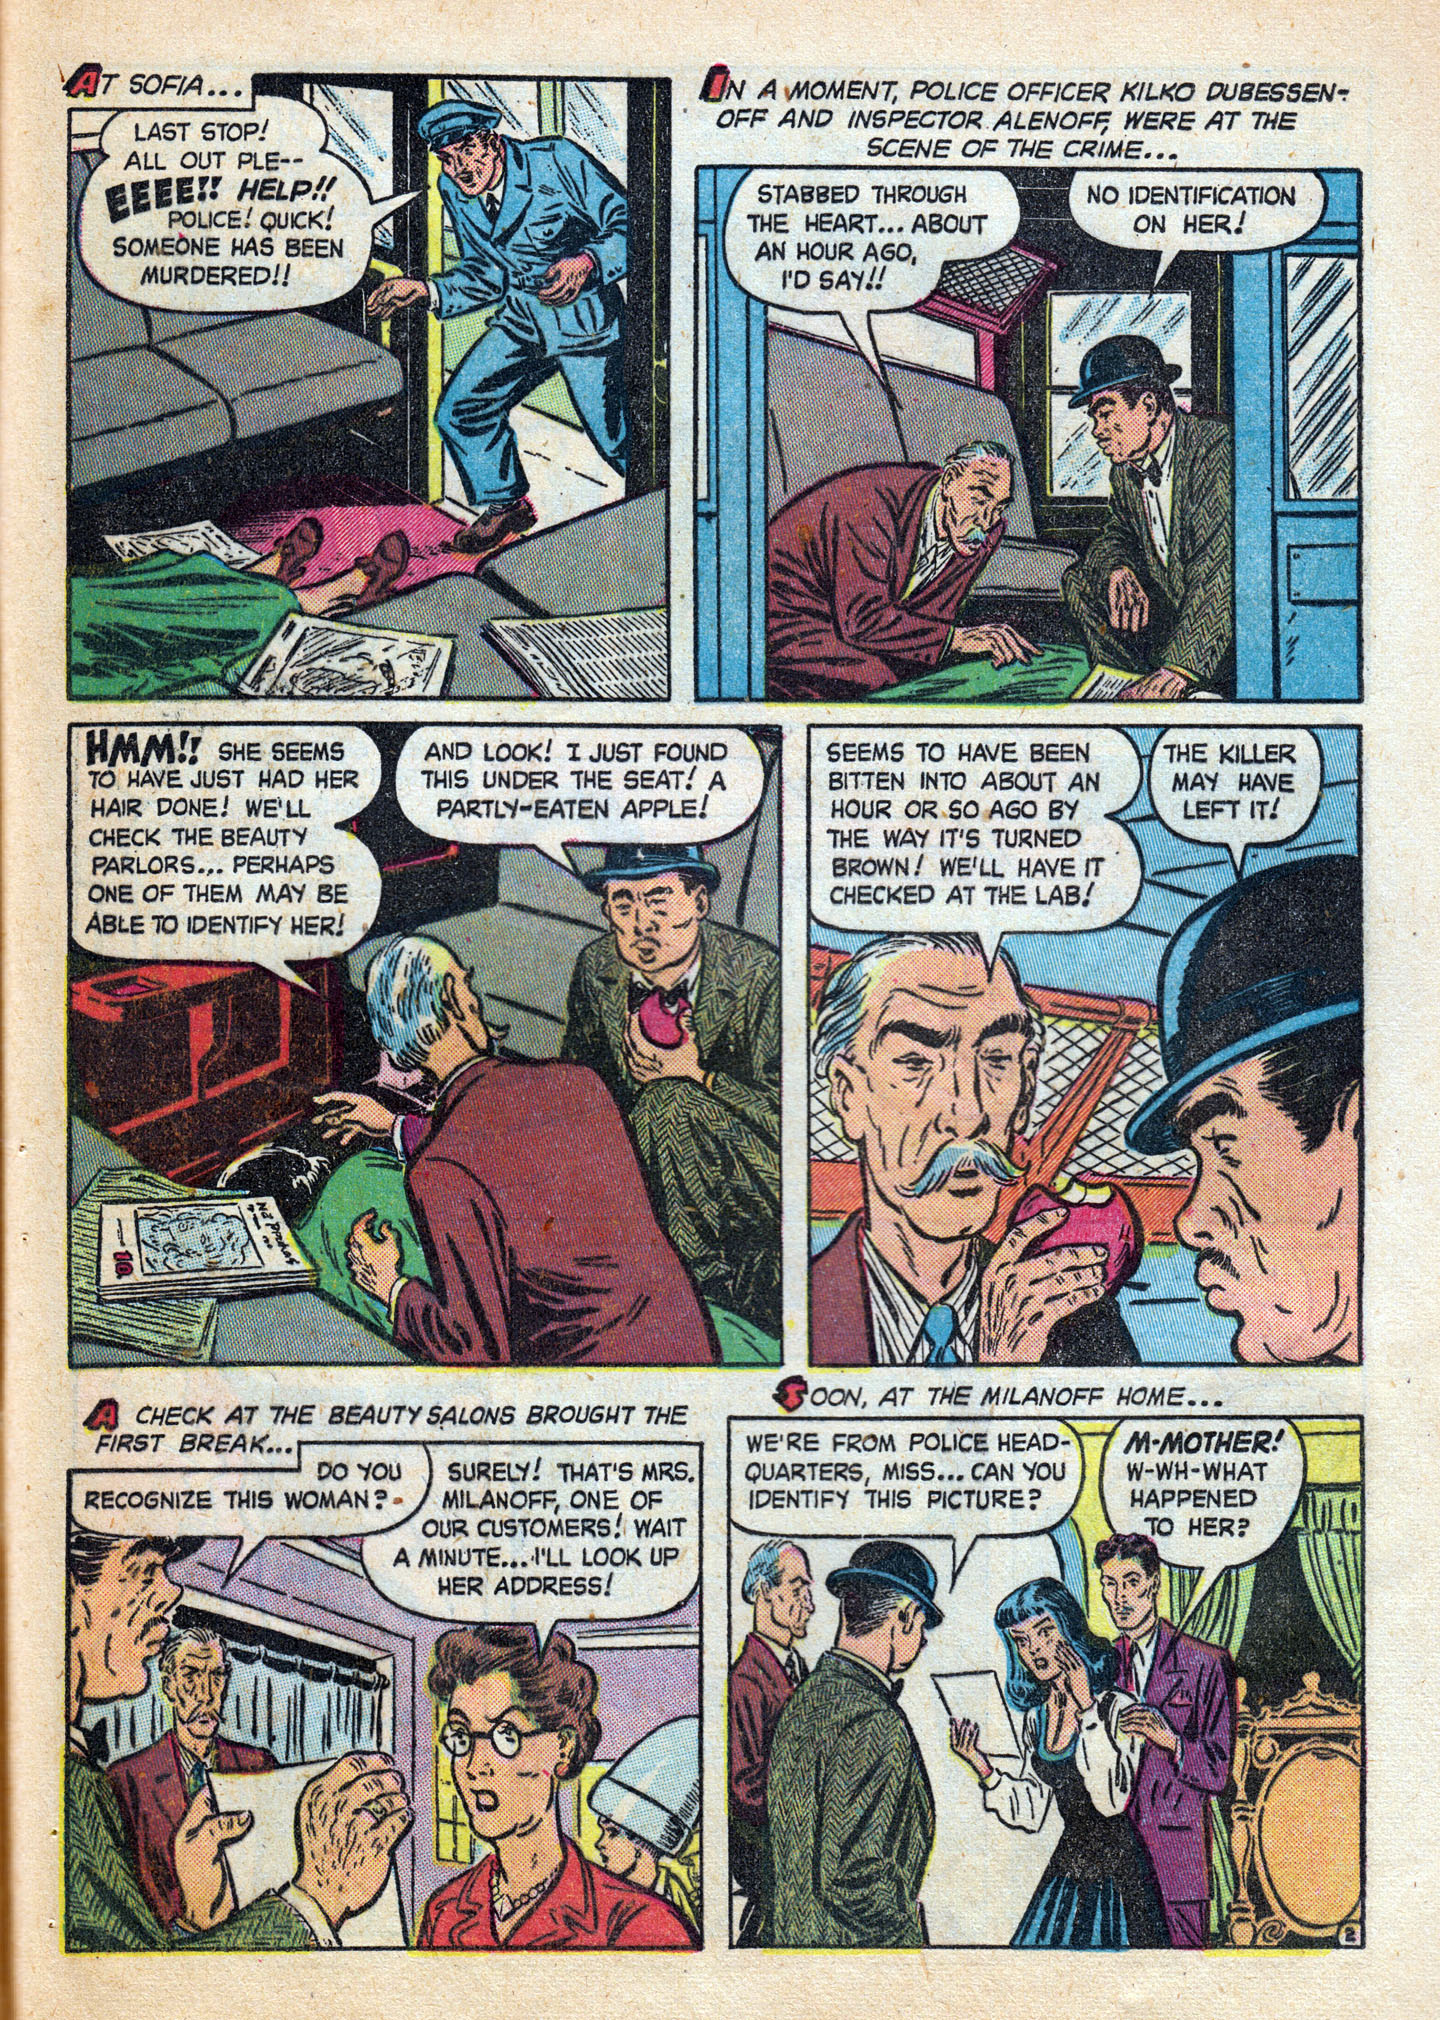 AT SOFIA...
LAST STOP!
ALL OUT PLE--
EEEE!! HELP!!
POLICE! QUICK!
SOMEONE HAS BEEN
MURDERED!!
IN A MOMENT, POLICE OFFICER KILKO DUBESSEN-
OFF AND INSPECTOR ALENOFF, WERE AT THE
SCENE OF THE CRIME...
STABBED THROUGH
THE HEART... ABOUT
AN HOUR AGO,
I'D SAY!!
NO IDENTIFICATION
ON HER!
HMM!! SHE SEEMS
TO HAVE JUST HAD HER
HAIR DONE! WE'LL
CHECK THE BEAUTY
PARLORS... PERHAPS
ONE OF THEM MAY BE
ABLE TO IDENTIFY HER!
AND LOOK! I JUST FOUND
THIS UNDER THE SEAT! A
PARTLY-EATEN APPLE!
SEEMS TO HAVE BEEN
BITTEN INTO ABOUT AN
HOUR OR SO AGO BY
THE WAY IT'S TURNED
BROWN! WE'LL HAVE IT
CHECKED AT THE LAB!
THE KILLER
MAY HAVE
LEFT IT!
A CHECK AT THE BEAUTY SALONS BROUGHT THE
FIRST BREAK...
DO YOU
RECOGNIZE THIS WOMAN?
SURELY! THAT'S MRS.
MILANOFF, ONE OF
OUR CUSTOMERS! WAIT
A MINUTE... I'LL LOOK UP
HER ADDRESS!
SOON, AT THE MILANOFF HOME...
WE'RE FROM POLICE HEAD-
QUARTERS, MISS... CAN YOU
IDENTIFY THIS PICTURE?
M-MOTHER!
W-WH-WHAT
HAPPENED
TO HER?
2